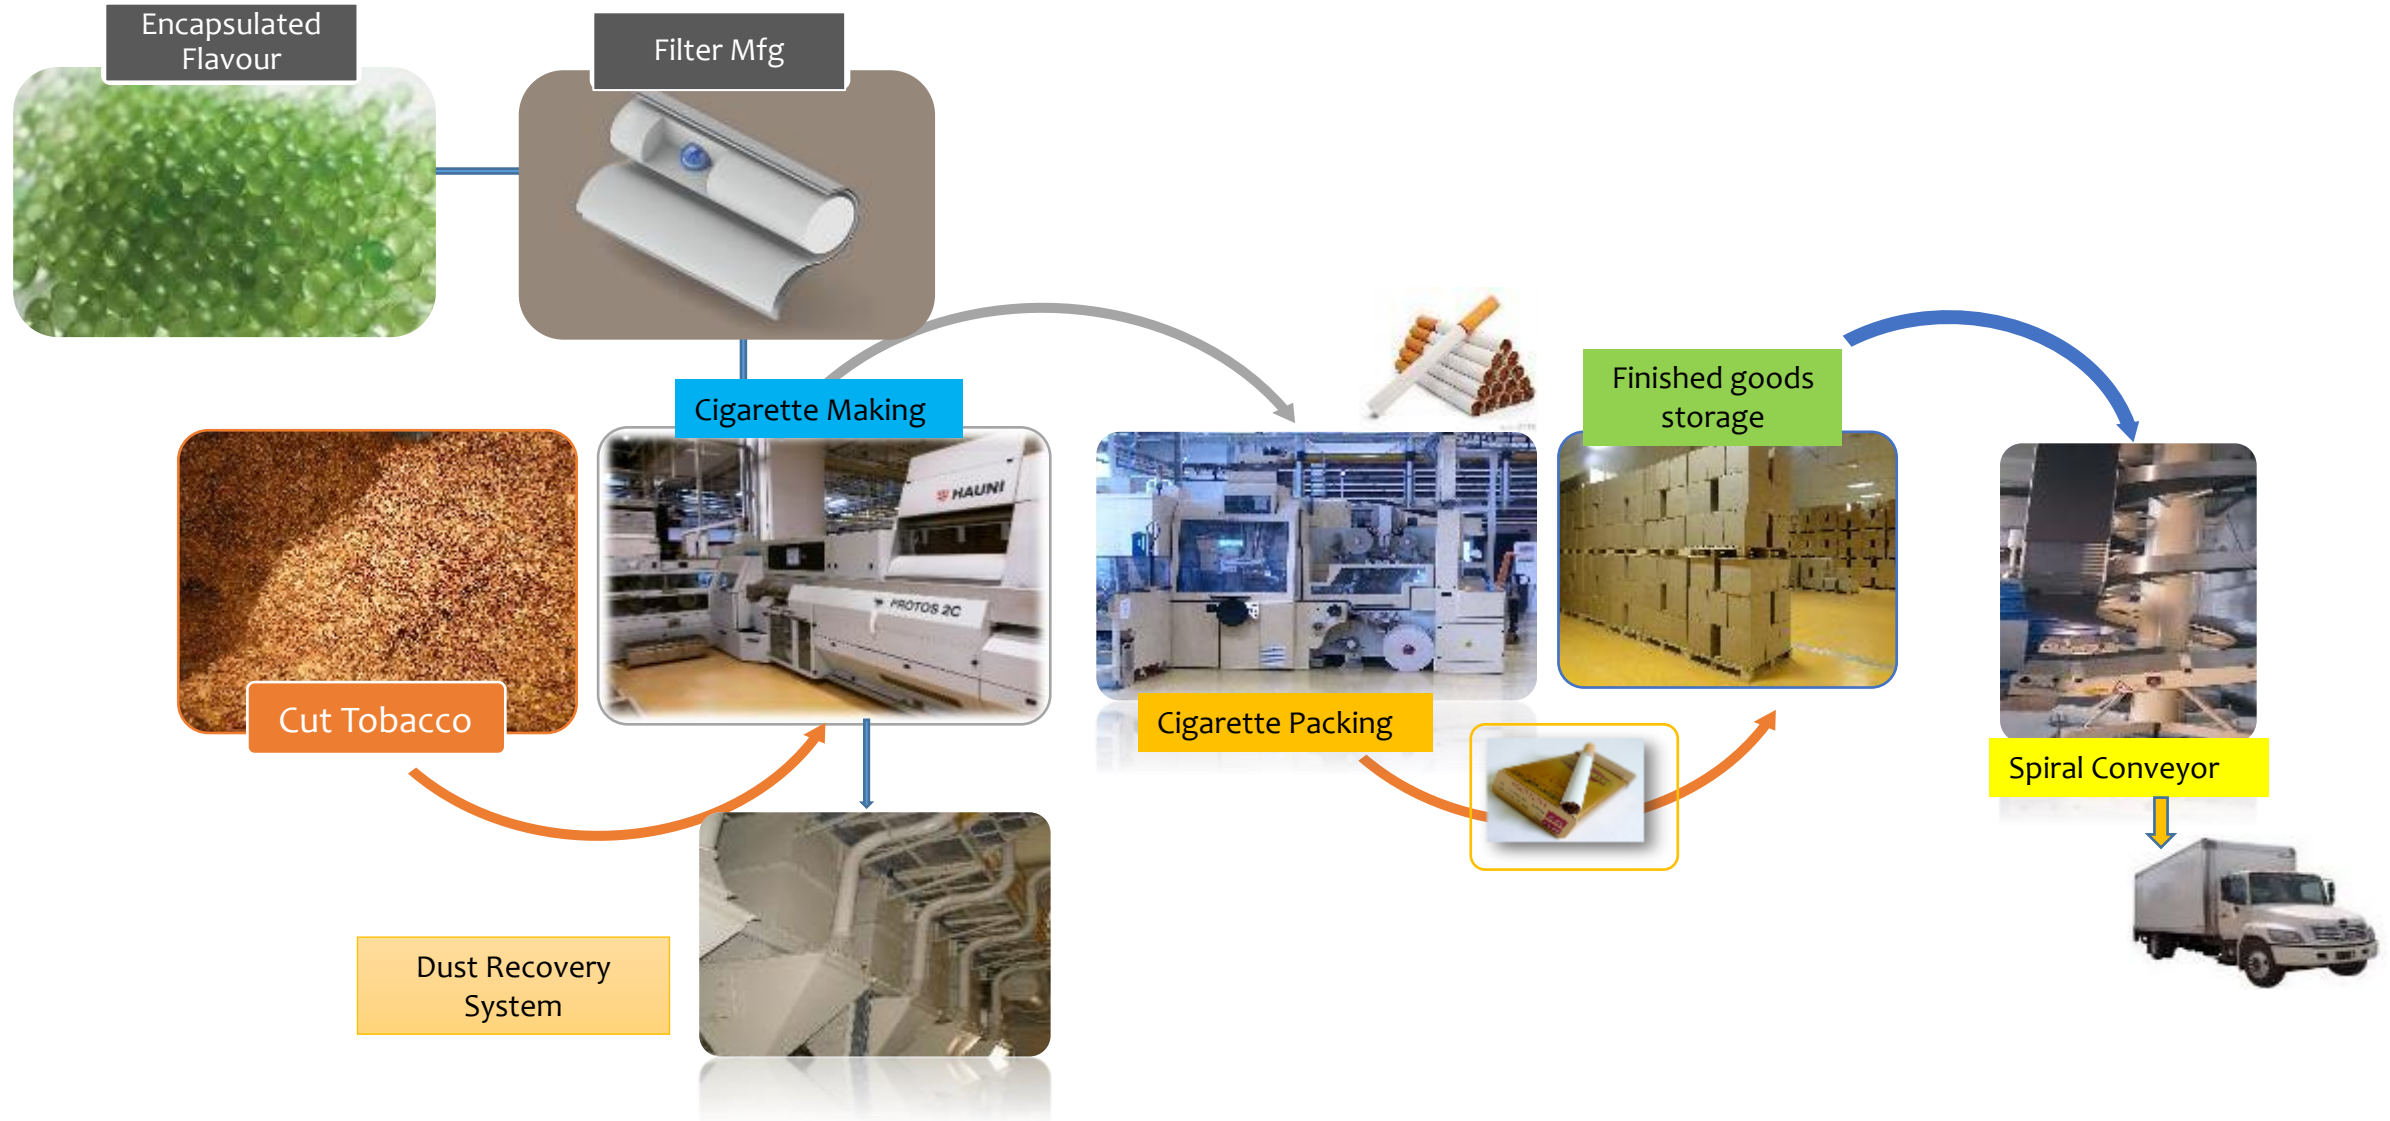 Encapsulated
Flavour
Filter Mfg
Cigarette Making
Finished goods
storage
HAUNI
PROTOS 2C
Cut Tobacco
Cigarette Packing
Spiral Conveyor
Dust Recovery
System